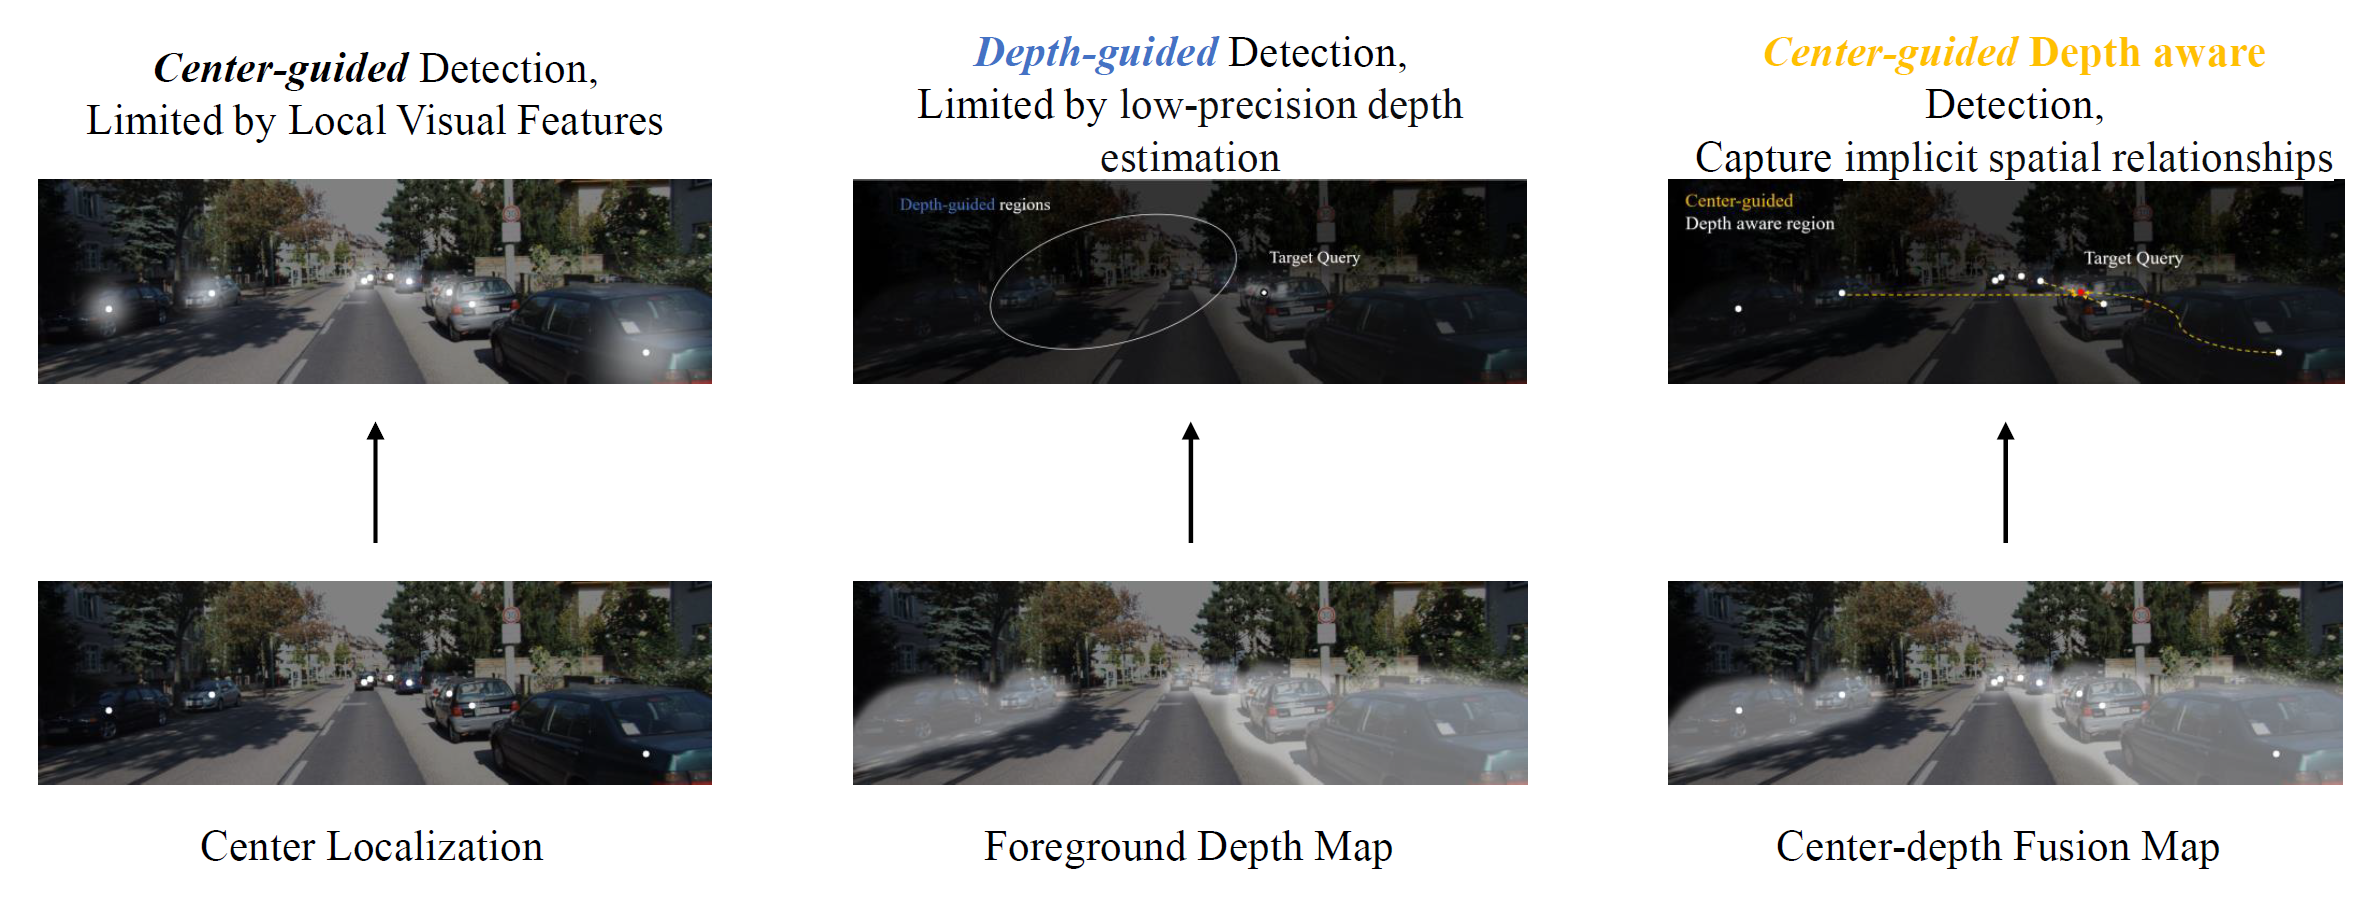 Center-guided Detection,
Limited by Local Visual Features
Depth-guided Detection,
Limited by low-precision depth
estimation
Center-guided Depth aware
Detection,
Capture implicit spatial relationships
Depth-guided regions
Target Query
Center-guided
Depth aware region
Target Query
Center Localization
Foreground Depth Map
Center-depth Fusion Map